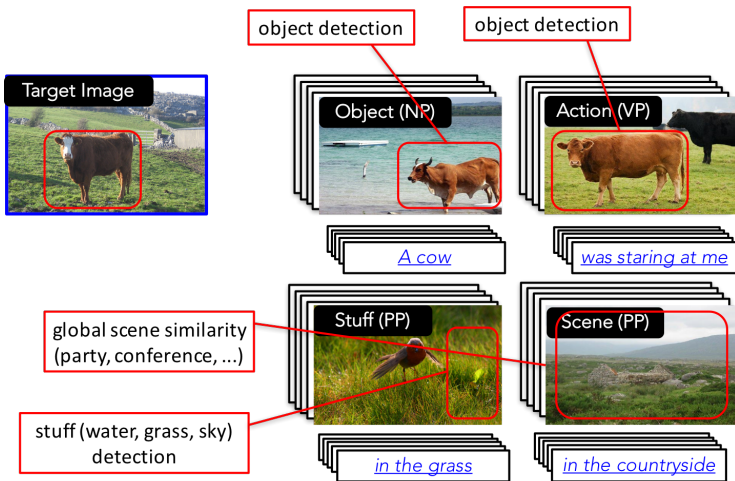 object detection
object detection
Target Image
Object (NP)
Action (VP)
A cow
was staring at me
global scene similarity
(party, conference, ...)
Stuff (PP)
Scene (PP)
stuff (water, grass, sky)
detection
in the grass
in the countryside